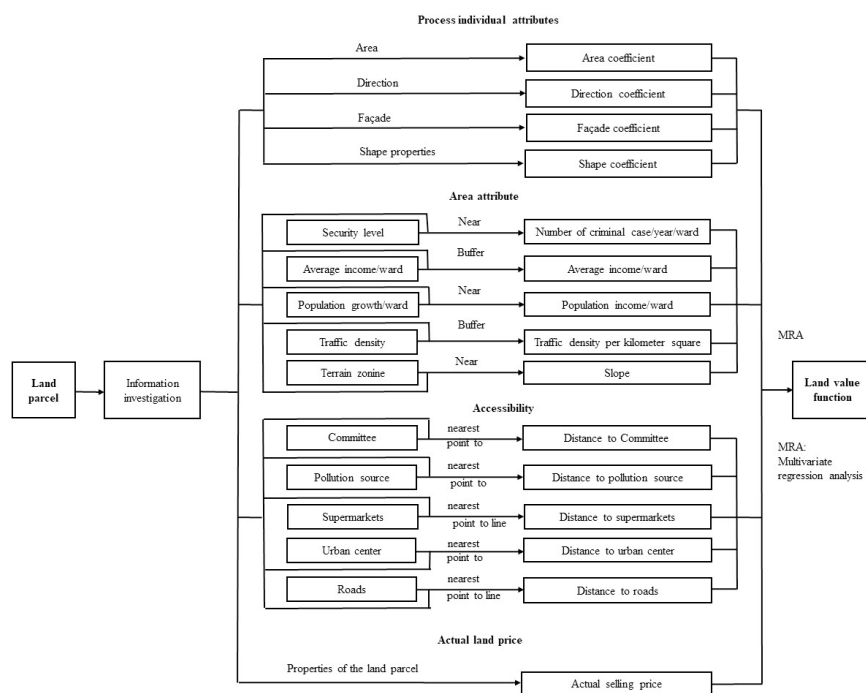 Process individual attributes
Area
Area coefficient
Direction
Direction coefficient
Façade
Façade coefficient
Shape properties
Shape coefficient
Area attribute
Security level
Near
Number of criminal case/year/ward
Average income/ward
Buffer
Average income/ward
Population growth/ward
Near
Population income/ward
Traffic density
Buffer
Traffic density per kilometer square
Terrain zonine
Near
Slope
Land
parcel
Information
investigation
MRA
Land value
function
MRA:
Multivariate
regression analysis
Accessibility
Committee
nearest
point to
Distance to Committee
Pollution source
nearest
point to
Distance to pollution source
Supermarkets
nearest
point to line
Distance to supermarkets
Urban center
nearest
point to
Distance to urban center
Roads
nearest
point to line
Distance to roads
Actual land price
Properties of the land parcel
Actual selling price